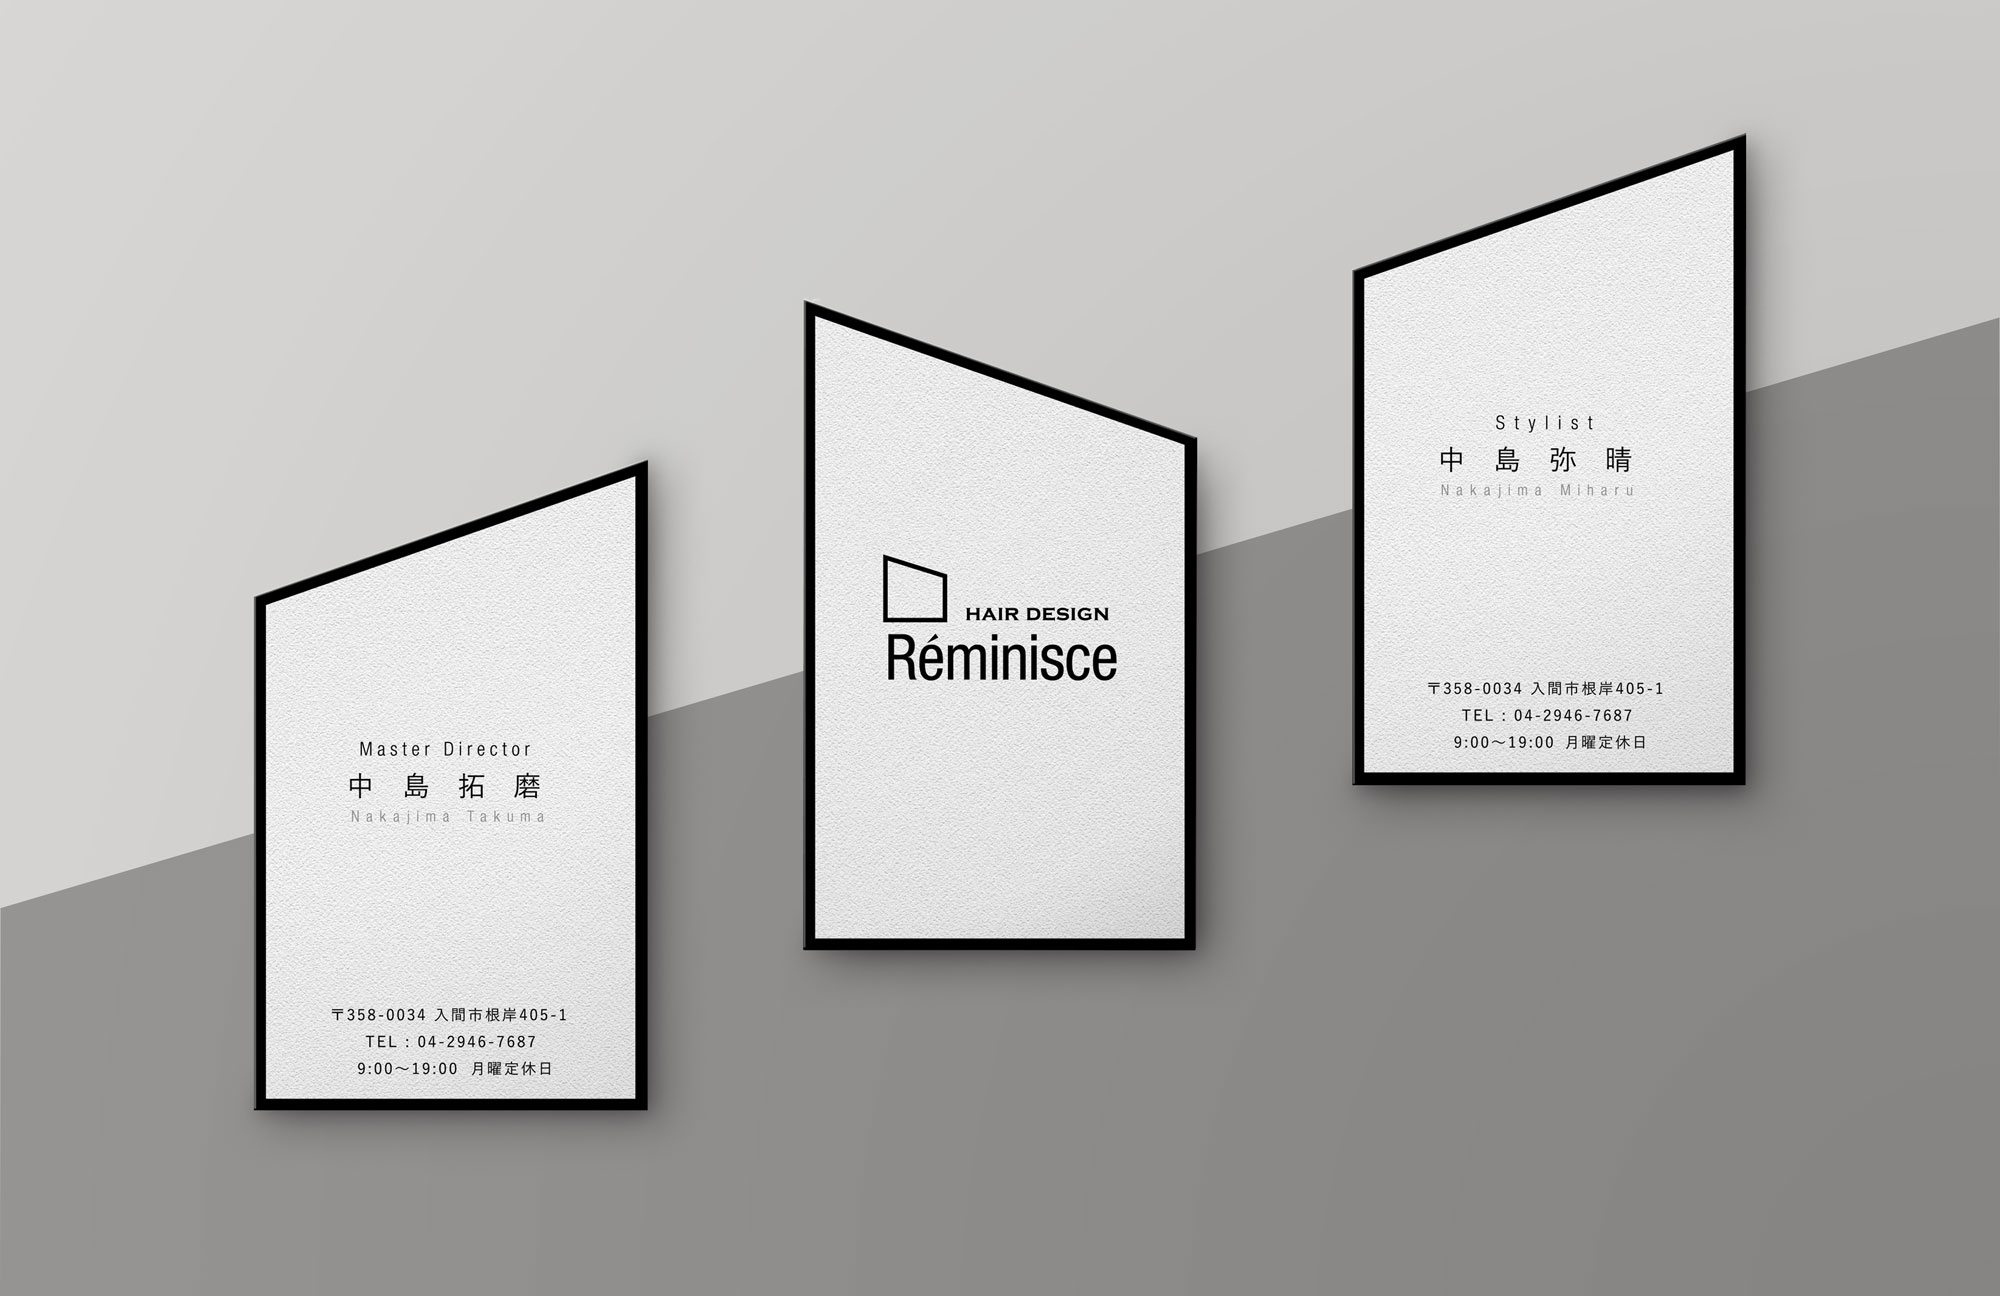 Master Director
中島拓磨
Nakajima Takuma
〒358-0034 入間市根岸405-1
TEL : 04-2946-7687
9:00〜19:00 月曜定休日
HAIR DESIGN
Réminisce
Stylist
中島弥晴
Nakajima Miharu
〒358-0034 入間市根岸405-1
TEL : 04-2946-7687
9:00〜19:00 月曜定休日